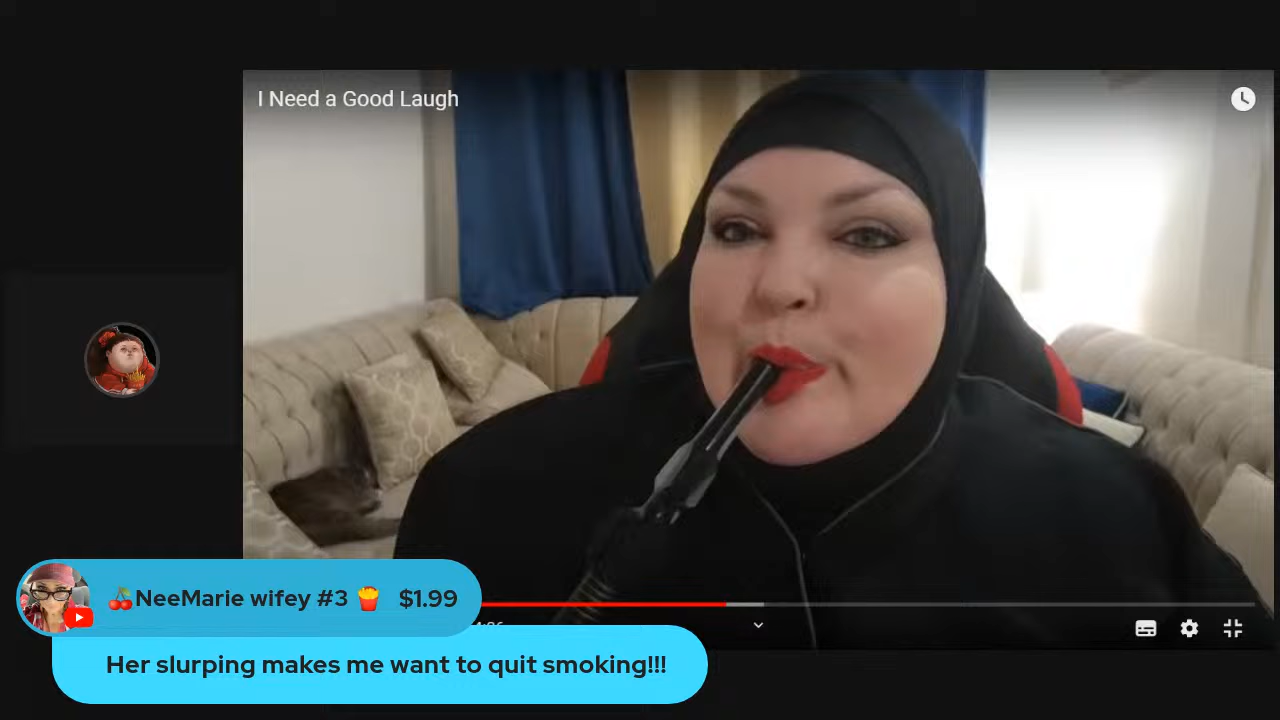 I Need a Good Laugh
🍒NeeMarie wifey #3 🍟 $1.99
Her slurping makes me want to quit smoking!!!